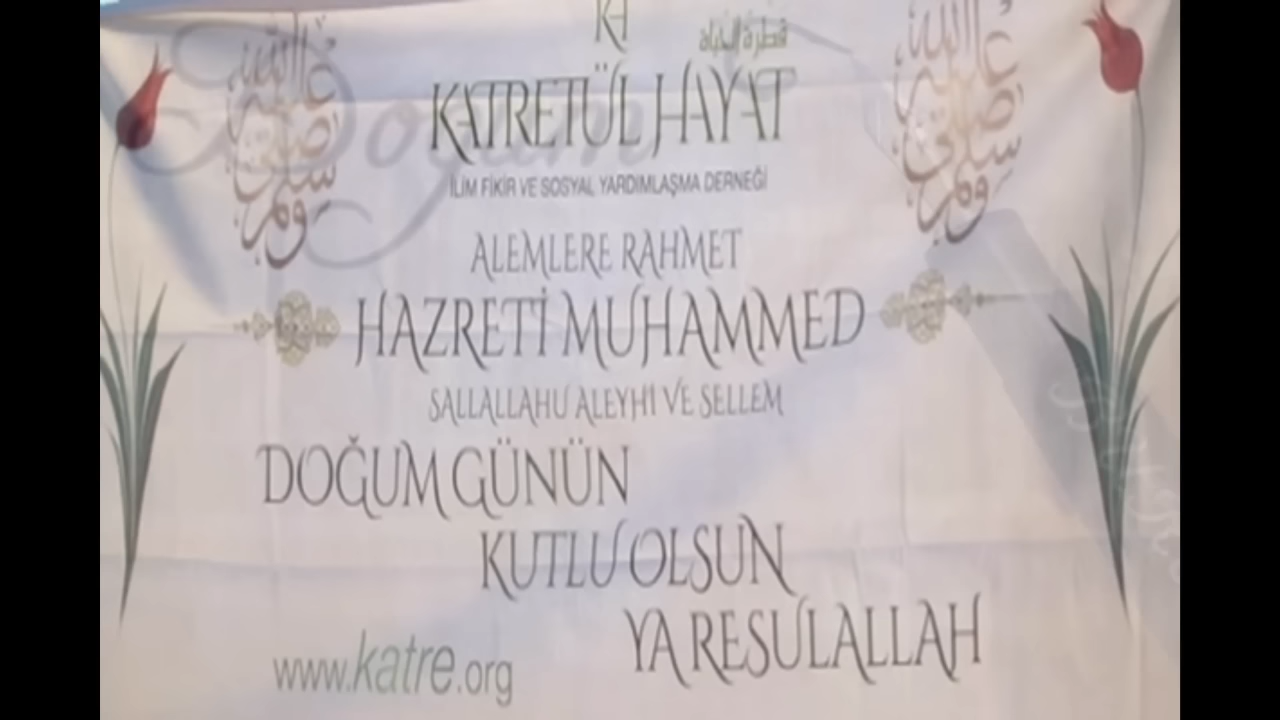 KH
قطرة الحياة
KATRETÜL HAYAT
İLİM FİKİR VE SOSYAL YARDIMLAŞMA DERNEĞİ
ALEMLERE RAHMET
HAZRETİ MUHAMMED
SALLALLAHU ALEYHİ VE SELLEM
DOĞUM GÜNÜN
KUTLU OLSUN
YA RESULALLAH
www.katre.org